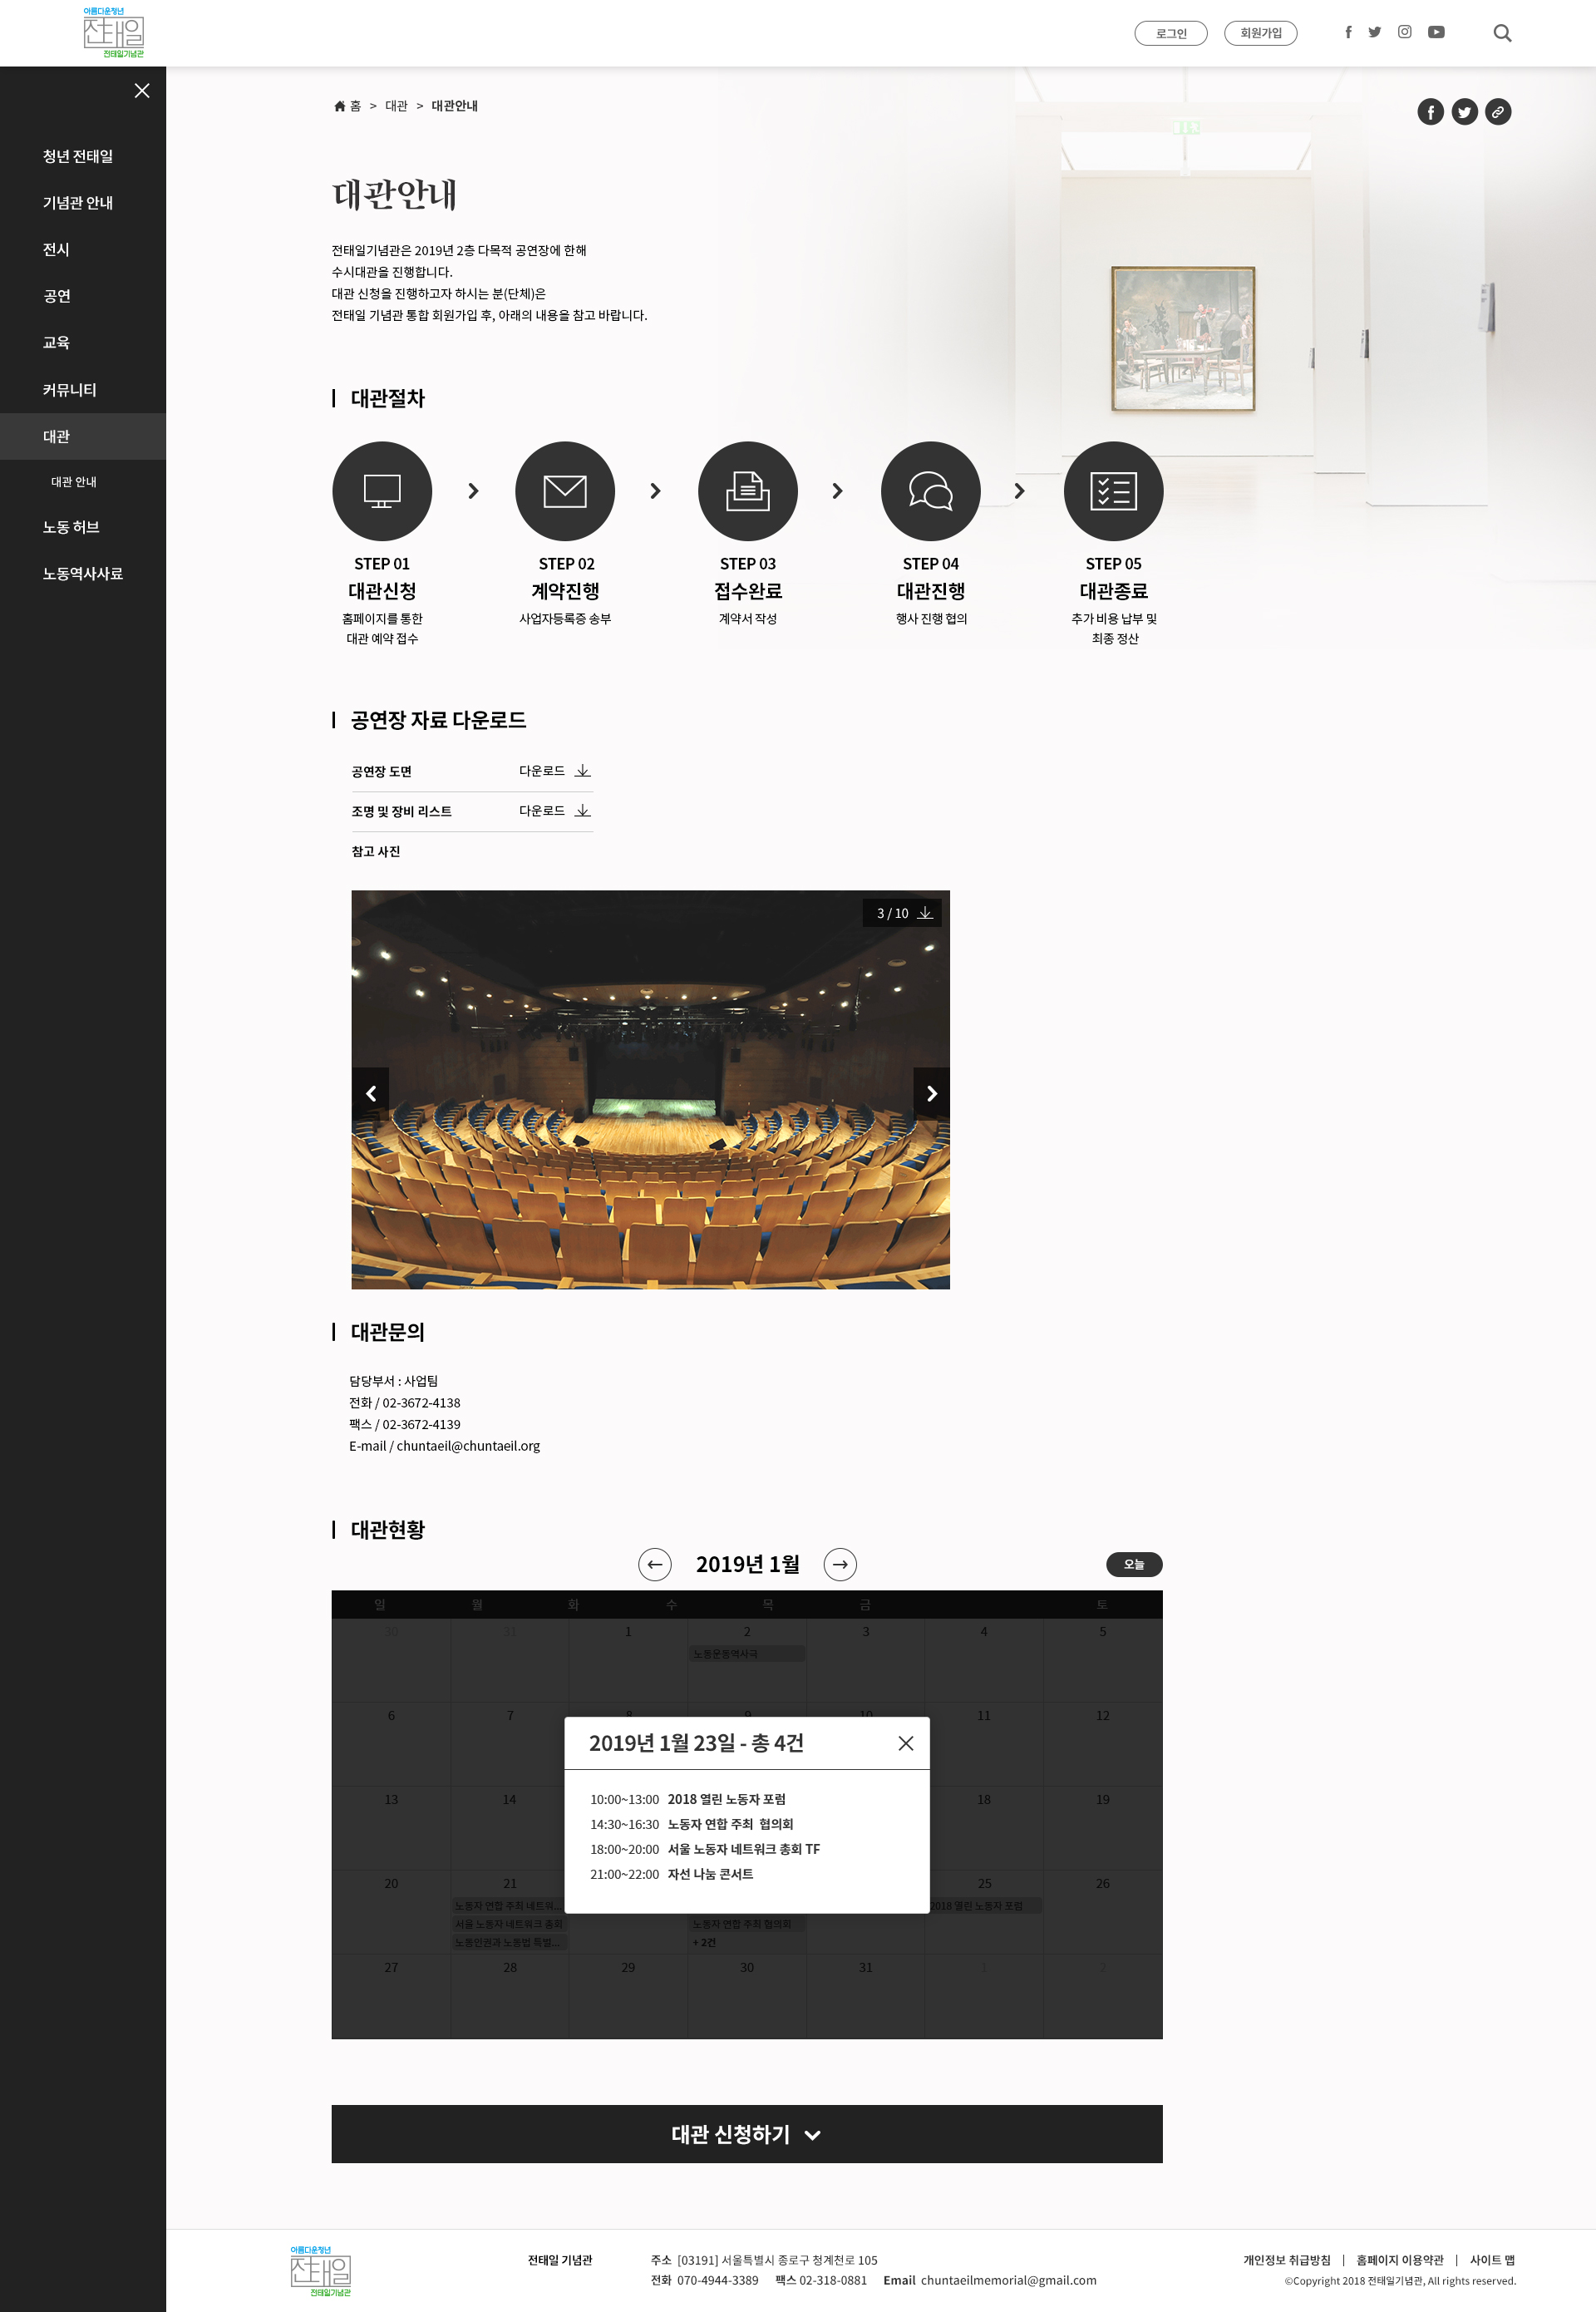 아름다운청년
전태일
전태일기념관
로그인
회원가입
청년 전태일
기념관 안내
전시
공연
교육
커뮤니티
대관
대관 안내
노동 허브
노동역사사료
홈 > 대관 > 대관안내
대관안내
전태일기념관은 2019년 2층 다목적 공연장에 한해
수시대관을 진행합니다.
대관 신청을 진행하고자 하시는 분(단체)은
전태일 기념관 통합 회원가입 후, 아래의 내용을 참고 바랍니다.
대관절차
STEP 01
대관신청
홈페이지를 통한
대관 예약 접수
STEP 02
계약진행
사업자등록증 송부
STEP 03
접수완료
계약서 작성
STEP 04
대관진행
행사 진행 협의
STEP 05
대관종료
추가 비용 납부 및
최종 정산
공연장 자료 다운로드
공연장 도면 다운로드
조명 및 장비 리스트 다운로드
참고 사진
3 / 10
대관문의
담당부서 : 사업팀
전화 / 02-3672-4138
팩스 / 02-3672-4139
E-mail / chuntaeil@chuntaeil.org
대관현황
2019년 1월
오늘
일 월 화 수 목 금 토
30 31 1 2 3 4 5
노동운동역사극
6 7 8 9 10 11 12
2019년 1월 23일 - 총 4건
10:00~13:00 2018 열린 노동자 포럼
14:30~16:30 노동자 연합 주최 협의회
18:00~20:00 서울 노동자 네트워크 총회 TF
21:00~22:00 자선 나눔 콘서트
13 14 18 19
20 21 25 26
노동자 연합 주최 네트워... 2018 열린 노동자 포럼
서울 노동자 네트워크 총회 노동자 연합 주최 협의회
노동인권과 노동법 특별... + 2건
27 28 29 30 31 1 2
대관 신청하기
아름다운청년
전태일
전태일기념관
전태일 기념관
주소 [03191] 서울특별시 종로구 청계천로 105
전화 070-4944-3389 팩스 02-318-0881 Email chuntaeilmemorial@gmail.com
개인정보 취급방침 | 홈페이지 이용약관 | 사이트 맵
©Copyright 2018 전태일기념관, All rights reserved.